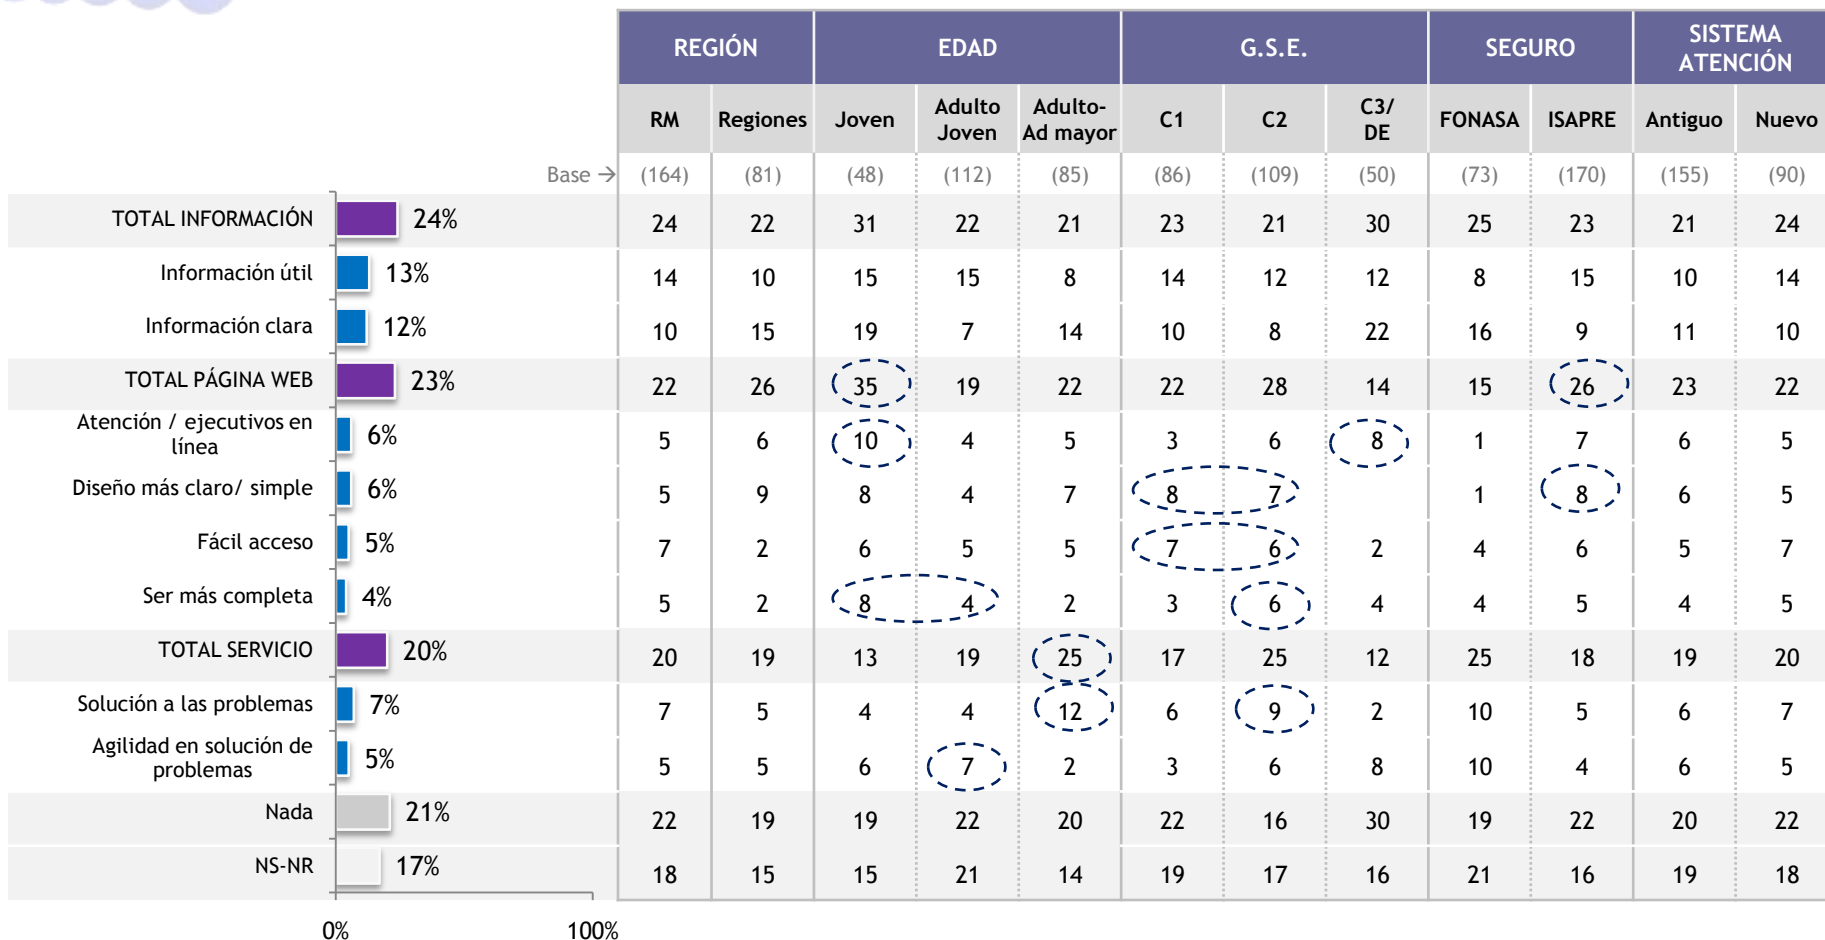 REGIÓN EDAD G.S.E. SEGURO SISTEMA
ATENCIÓN
RM Regiones Joven Adulto
Joven Adulto-
Ad mayor C1 C2 C3/
DE FONASA ISAPRE Antiguo Nuevo
Base → (164) (81) (48) (112) (85) (86) (109) (50) (73) (170) (155) (90)
TOTAL INFORMACIÓN 24% 24 22 31 22 21 23 21 30 25 23 21 24
Información útil 13% 14 10 15 15 8 14 12 12 8 15 10 14
Información clara 12% 10 15 19 7 14 10 8 22 16 9 11 10
TOTAL PÁGINA WEB 23% 22 26 35 19 22 22 28 14 15 26 23 22
Atención / ejecutivos en
línea 6% 5 6 10 4 5 3 6 8 1 7 6 5
Diseño más claro/ simple 6% 5 9 8 4 7 8 7 1 8 6 5
Fácil acceso 5% 7 2 6 5 5 7 6 2 4 6 5 7
Ser más completa 4% 5 2 8 4 2 3 6 4 4 5 4 5
TOTAL SERVICIO 20% 20 19 13 19 25 17 25 12 25 18 19 20
Solución a las problemas 7% 7 5 4 4 12 6 9 2 10 5 6 7
Agilidad en solución de
problemas 5% 5 5 6 7 2 3 6 8 10 4 6 5
Nada 21% 22 19 19 22 20 22 16 30 19 22 20 22
NS-NR 17% 18 15 15 21 14 19 17 16 21 16 19 18
0% 100%